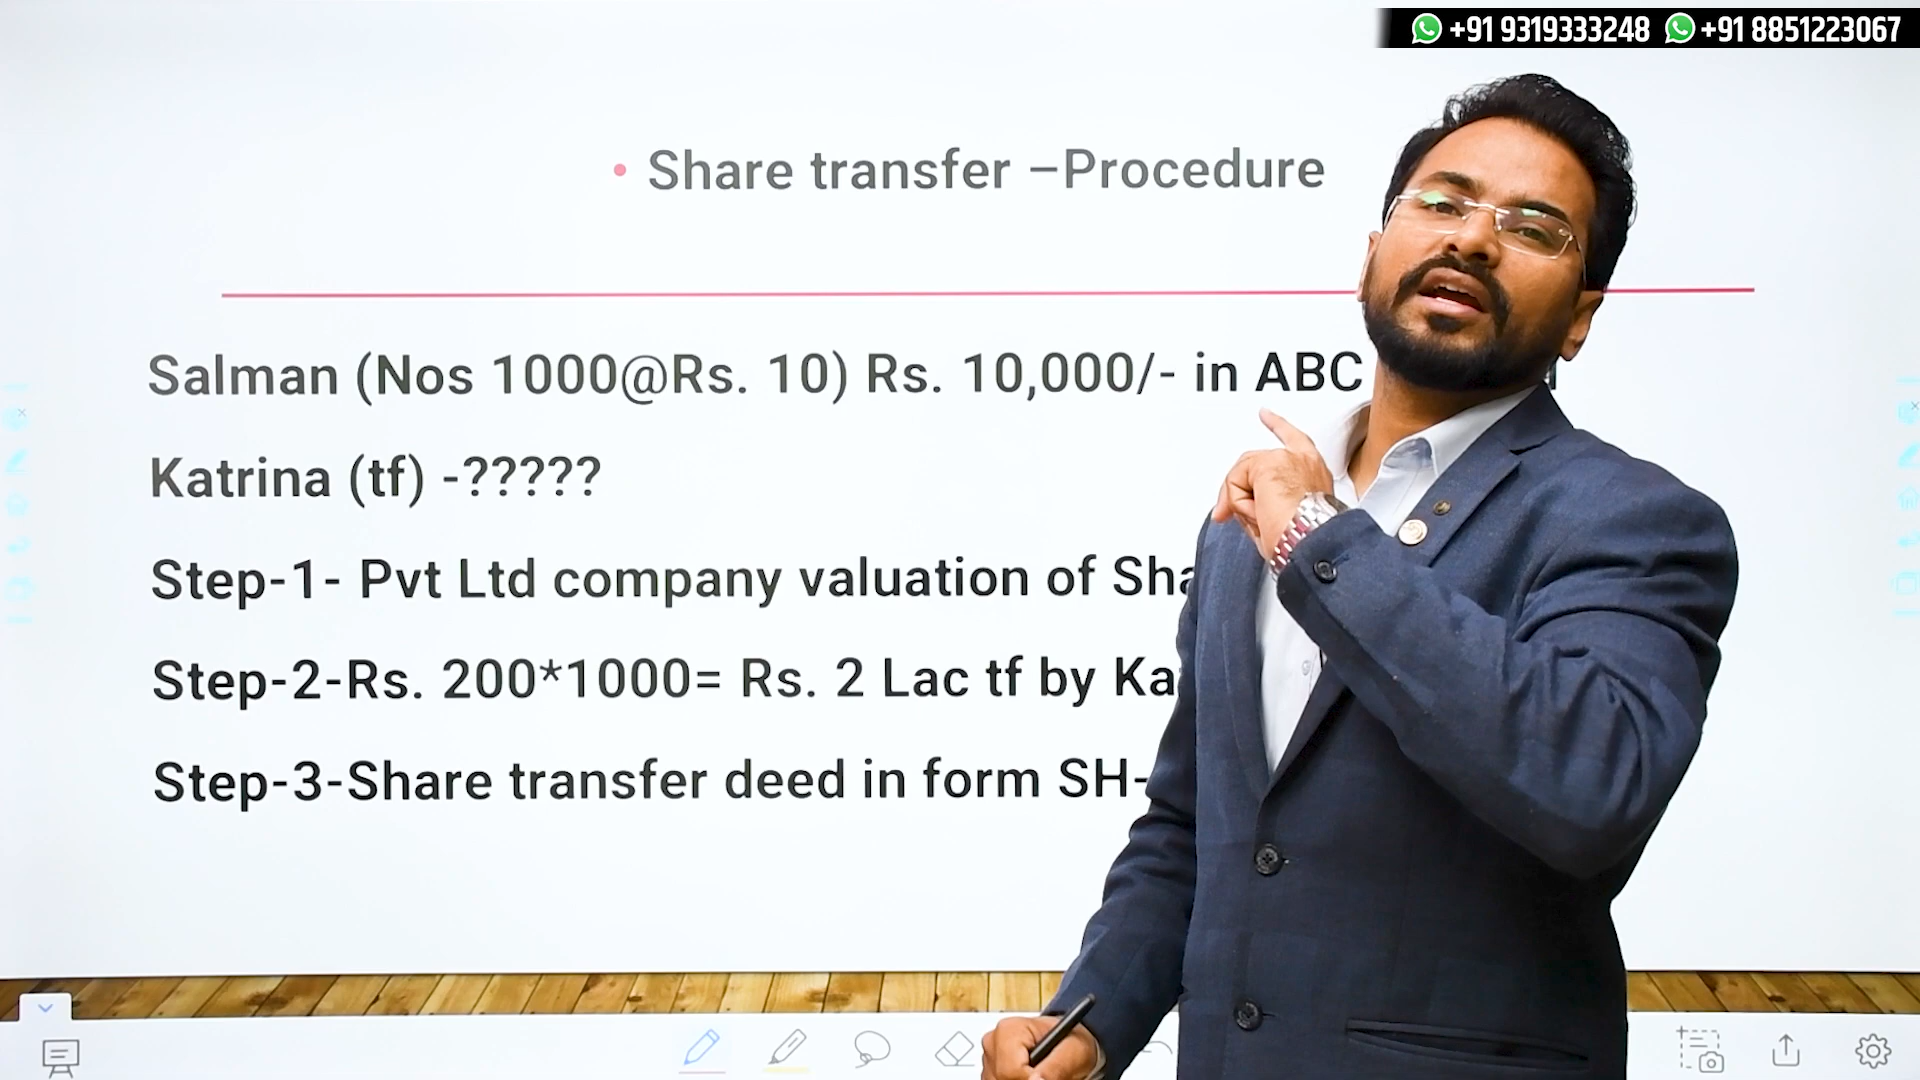 +91 9319333248 +91 8851223067
• Share transfer –Procedure
Salman (Nos 1000@Rs. 10) Rs. 10,000/- in ABC
Katrina (tf) -?????
Step-1- Pvt Ltd company valuation of
Step-2-Rs. 200*1000= Rs. 2 Lac tf by
Step-3-Share transfer deed in form SH-